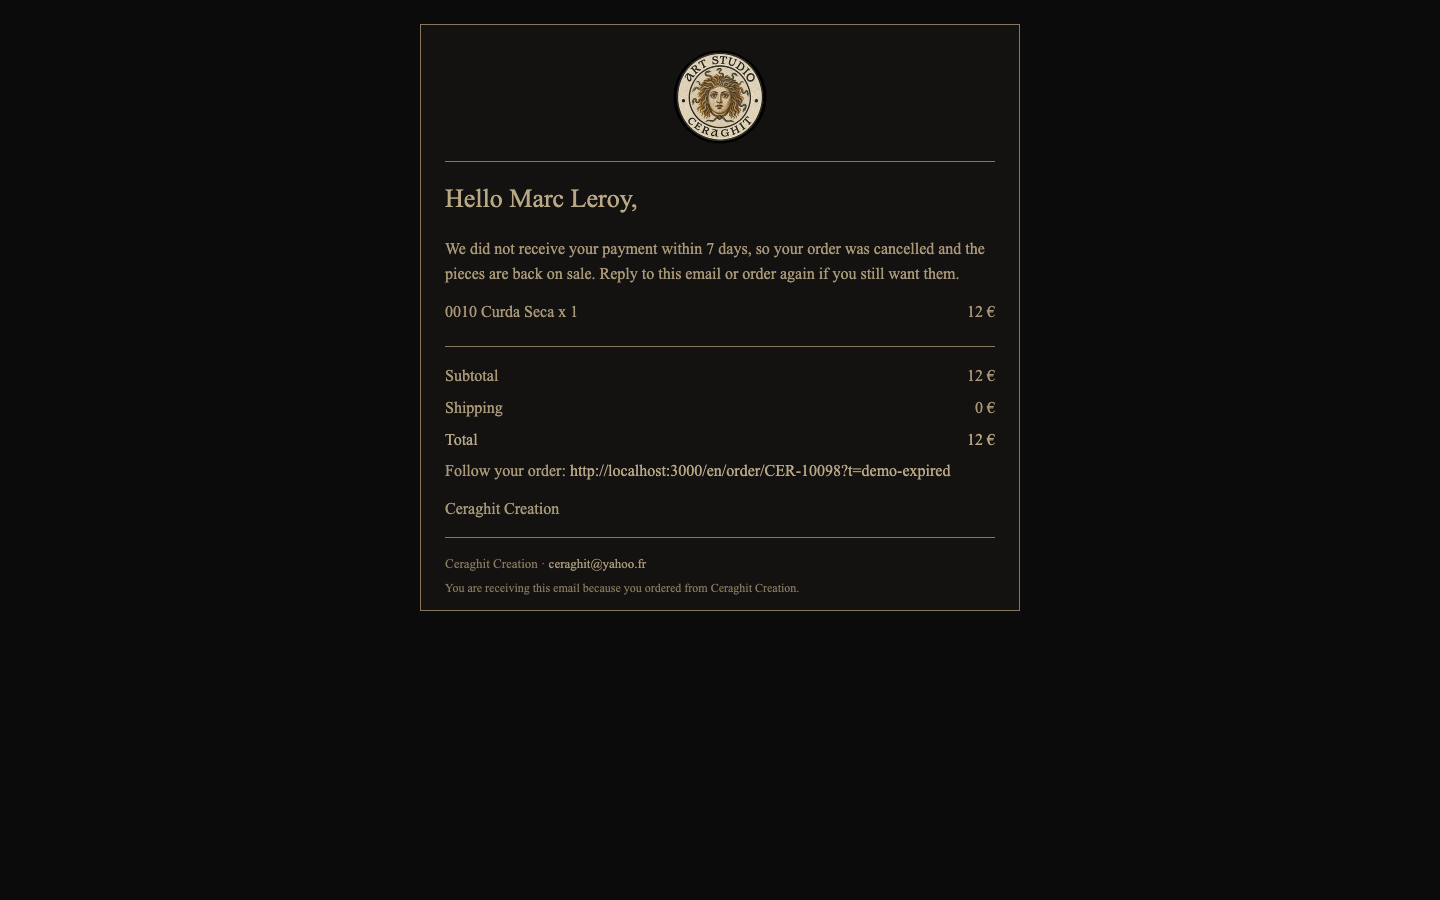 ART STUDIO
CERAGHIT
Hello Marc Leroy,
We did not receive your payment within 7 days, so your order was cancelled and the
pieces are back on sale. Reply to this email or order again if you still want them.
0010 Curda Seca x 1 12 €
Subtotal 12 €
Shipping 0 €
Total 12 €
Follow your order: http://localhost:3000/en/order/CER-10098?t=demo-expired
Ceraghit Creation
Ceraghit Creation · ceraghit@yahoo.fr
You are receiving this email because you ordered from Ceraghit Creation.